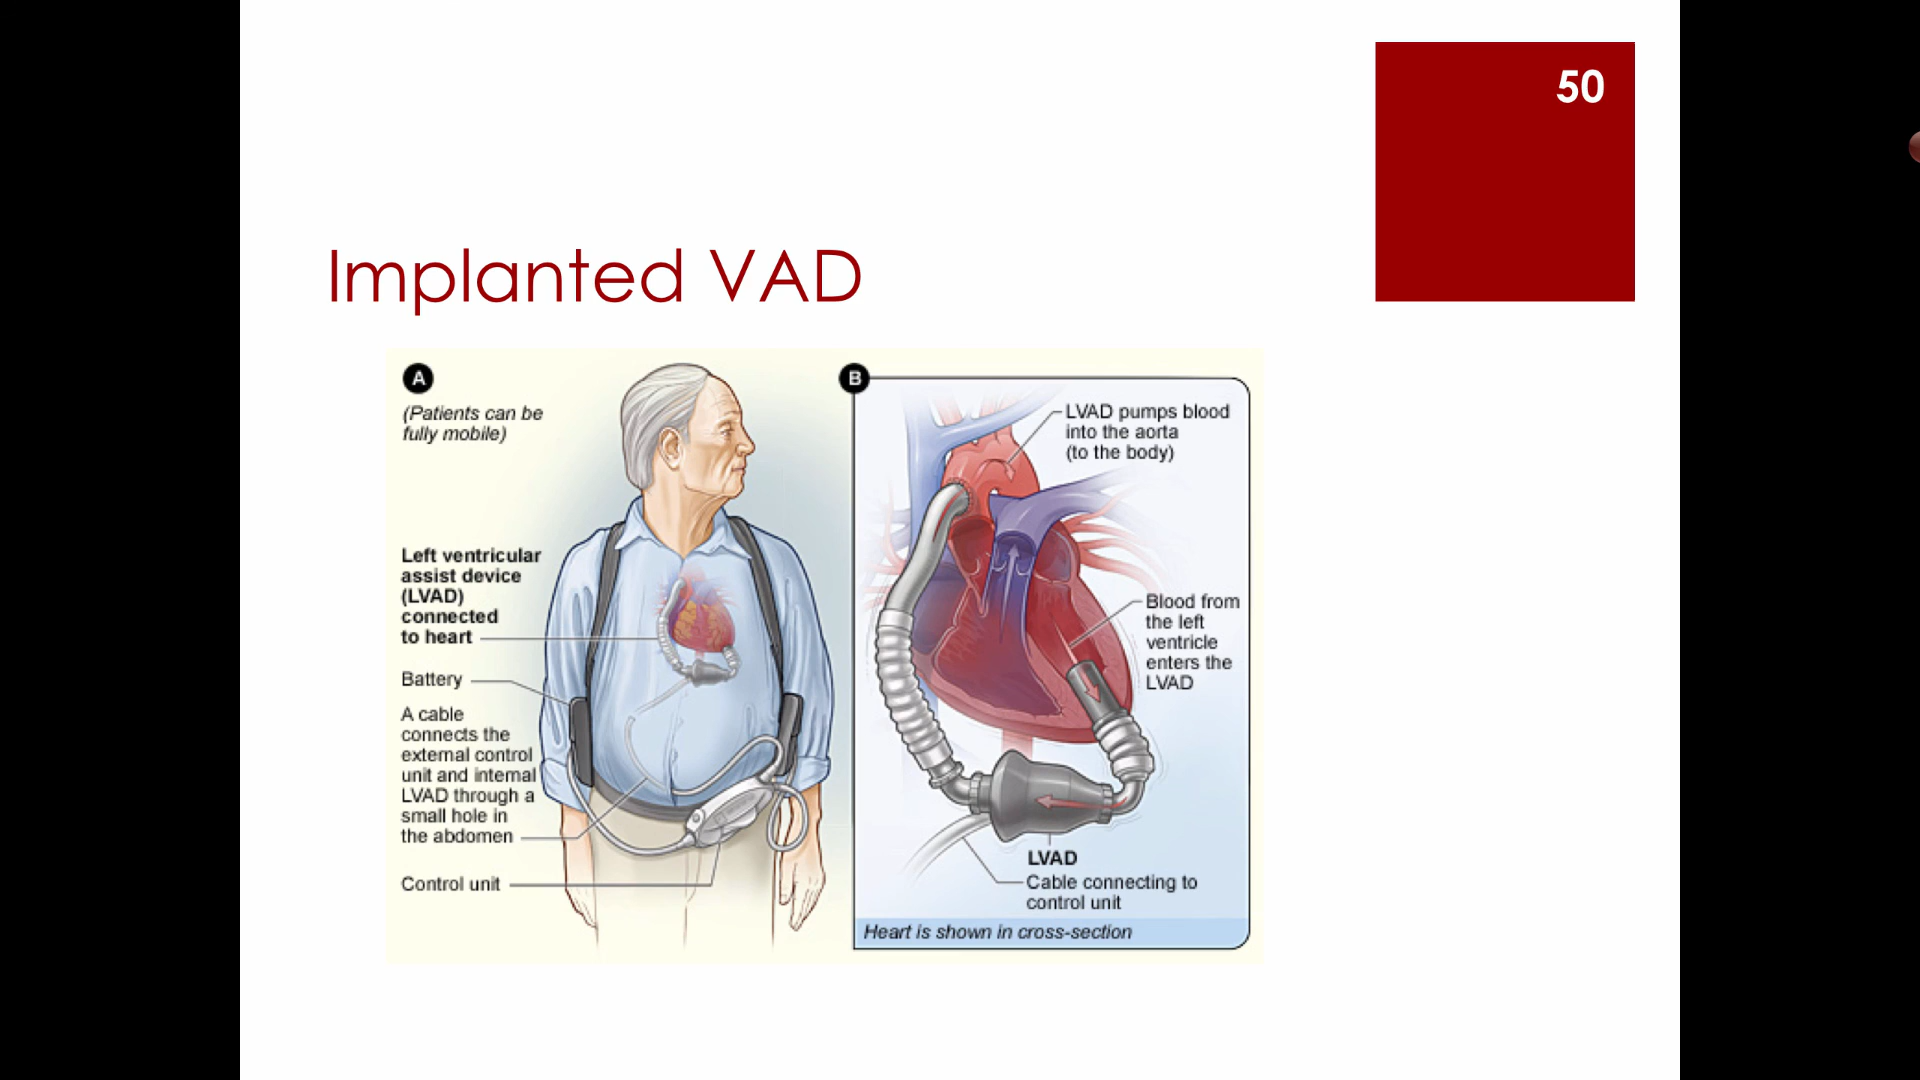 50
Implanted VAD
A
(Patients can be
fully mobile)
Left ventricular
assist device
(LVAD)
connected
to heart
Battery
A cable
connects the
external control
unit and internal
LVAD through a
small hole in
the abdomen
Control unit
B
LVAD pumps blood
into the aorta
(to the body)
Blood from
the left
ventricle
enters the
LVAD
LVAD
Cable connecting to
control unit
Heart is shown in cross-section